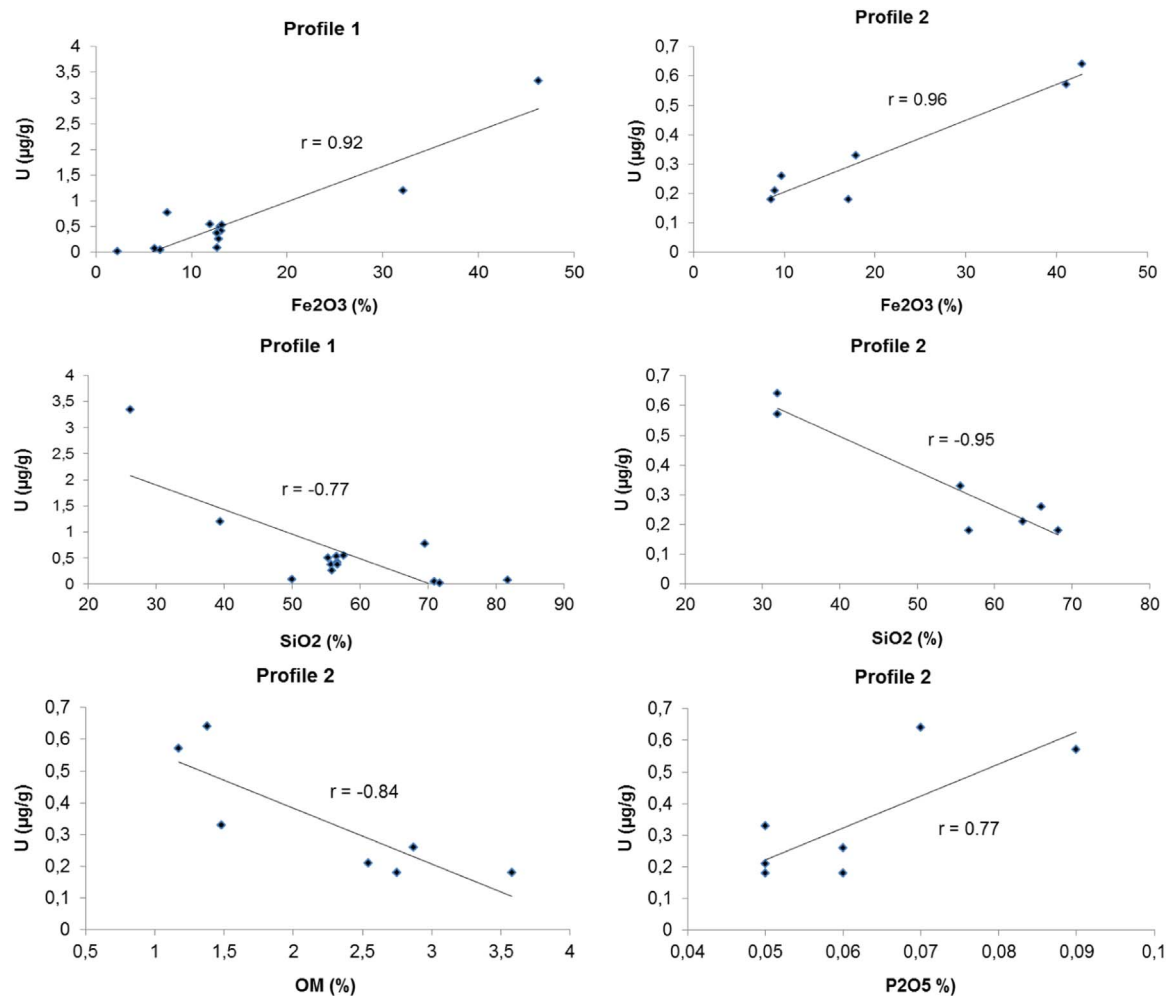 Profile 1
4
3,5
3
2,5
2
1,5
1
0,5
0
U (µg/g)
r = 0.92
0 10 20 30 40 50
Fe2O3 (%)
Profile 2
0,7
0,6
0,5
0,4
0,3
0,2
0,1
0
U (µg/g)
r = 0.96
0 10 20 30 40 50
Fe2O3 (%)
Profile 1
4
3,5
3
2,5
2
1,5
1
0,5
0
U (µg/g)
r = -0.77
20 30 40 50 60 70 80 90
SiO2 (%)
Profile 2
0,7
0,6
0,5
0,4
0,3
0,2
0,1
0
U (µg/g)
r = -0.95
20 30 40 50 60 70 80
SiO2 (%)
Profile 2
0,7
0,6
0,5
0,4
0,3
0,2
0,1
0
U (µg/g)
r = -0.84
0,5 1 1,5 2 2,5 3 3,5 4
OM (%)
Profile 2
0,7
0,6
0,5
0,4
0,3
0,2
0,1
0
U (µg/g)
r = 0.77
0,04 0,05 0,06 0,07 0,08 0,09 0,1
P2O5 %)